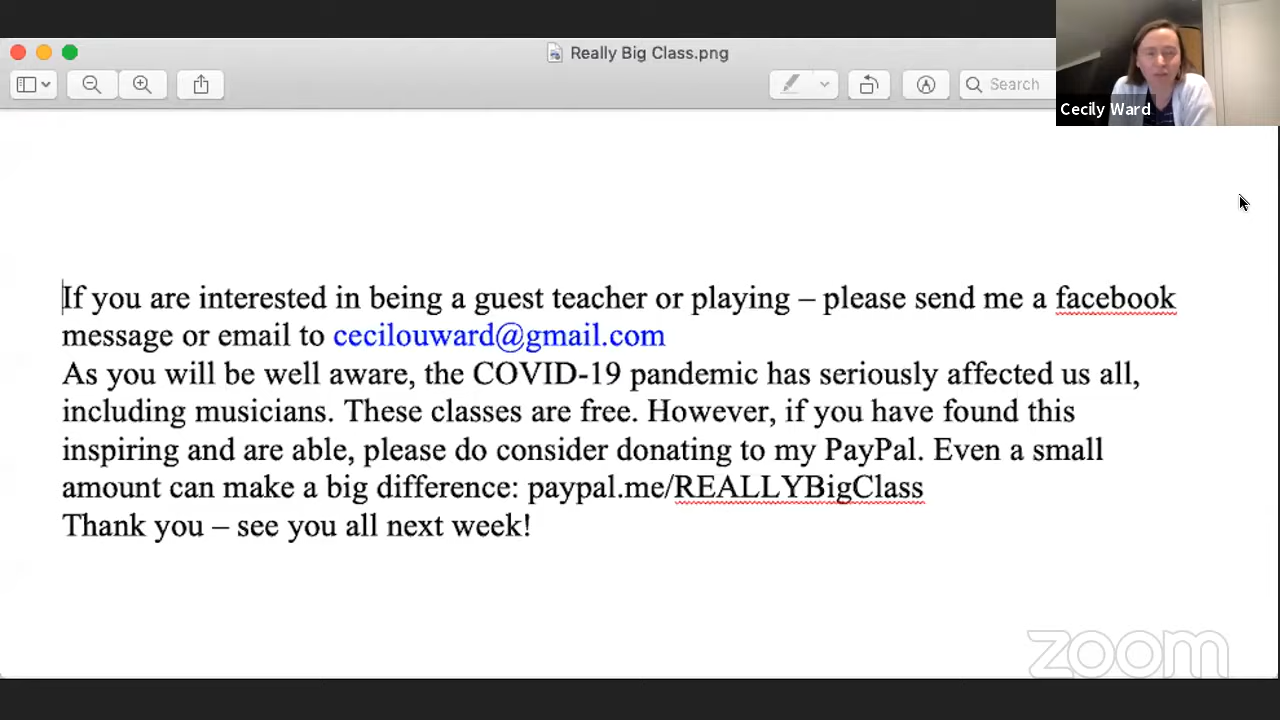 Really Big Class.png
Search
Cecily Ward
If you are interested in being a guest teacher or playing – please send me a facebook
message or email to cecilouward@gmail.com
As you will be well aware, the COVID-19 pandemic has seriously affected us all,
including musicians. These classes are free. However, if you have found this
inspiring and are able, please do consider donating to my PayPal. Even a small
amount can make a big difference: paypal.me/REALLYBigClass
Thank you – see you all next week!
zoom